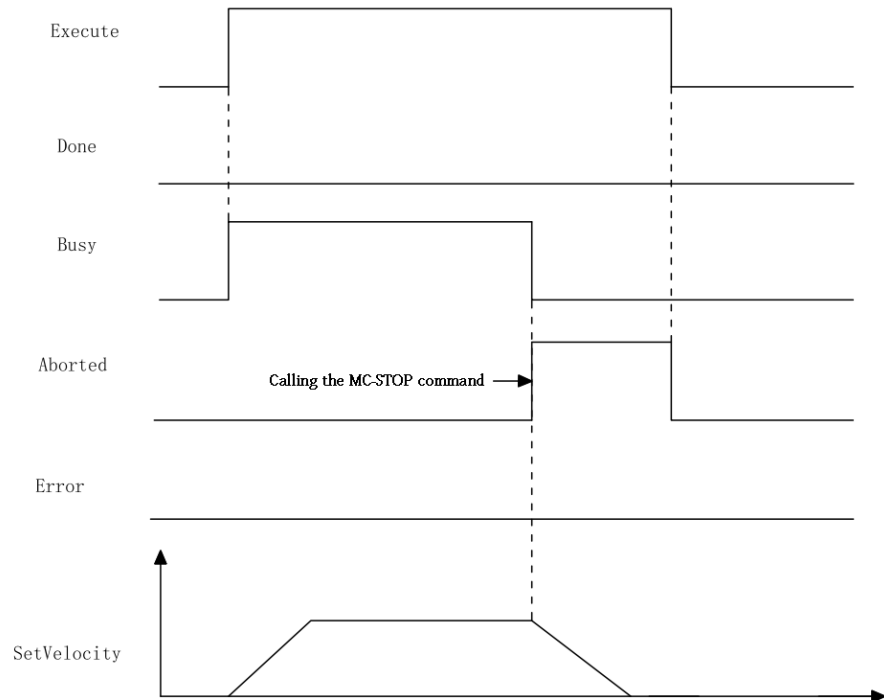 Execute
Done
Busy
Aborted
Calling the MC-STOP command
Error
SetVelocity